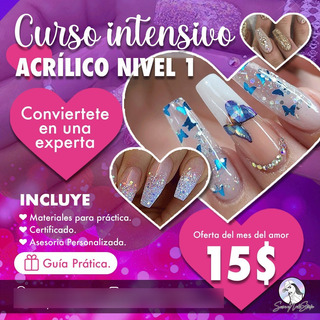 Curso intensivo
ACRÍLICO NIVEL 1
Conviertete
en una
experta
INCLUYE
Materiales para práctica.
Certificado.
Asesoría Personalizada.
Guía Prática.
Oferta del mes del amor
15$